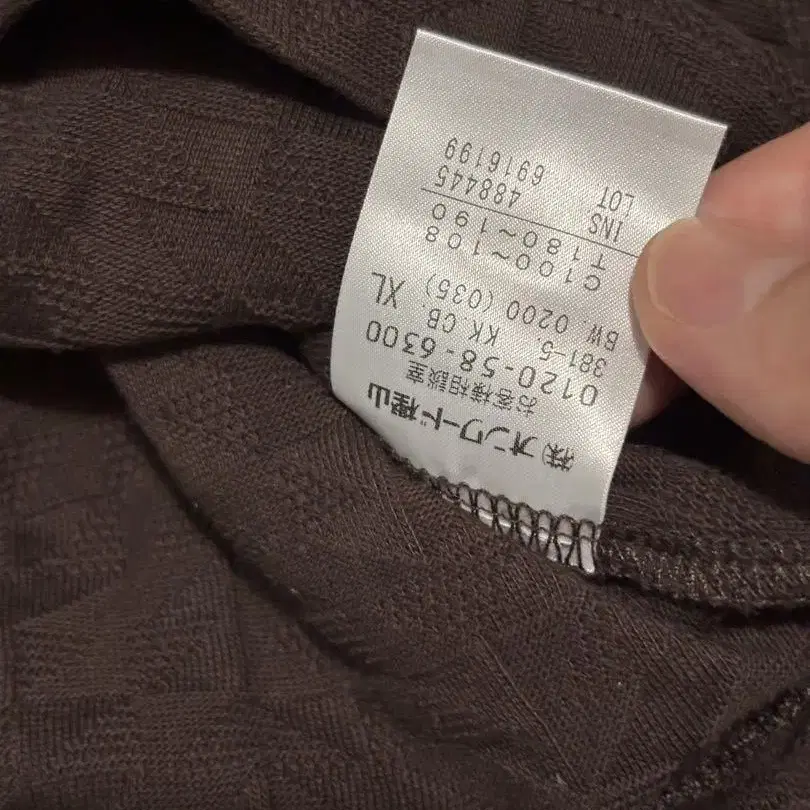 ㈱オンワード樫山
お客様相談室
0120-58-6300
381-5. KK.CB XL
BW.0200(035)
C100~108
T180~190
INS 488445
LOT 6916199